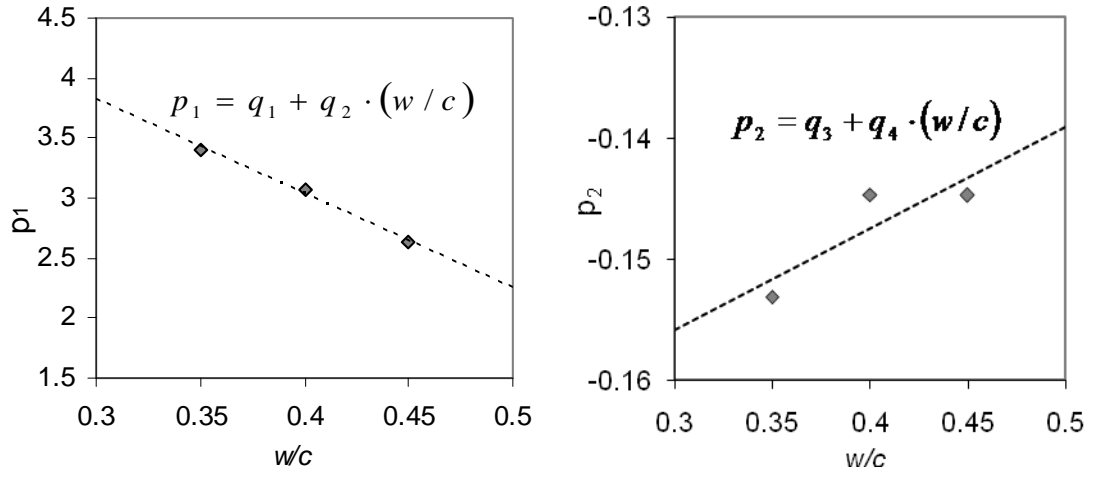 4.5
4
3.5
3
2.5
2
1.5
p1
p₁ = q₁ + q₂ · (w / c)
0.3 0.35 0.4 0.45 0.5
w/c
-0.13
-0.14
-0.15
-0.16
p₂
p₂ = q₃ + q₄ · (w / c)
0.3 0.35 0.4 0.45 0.5
w/c